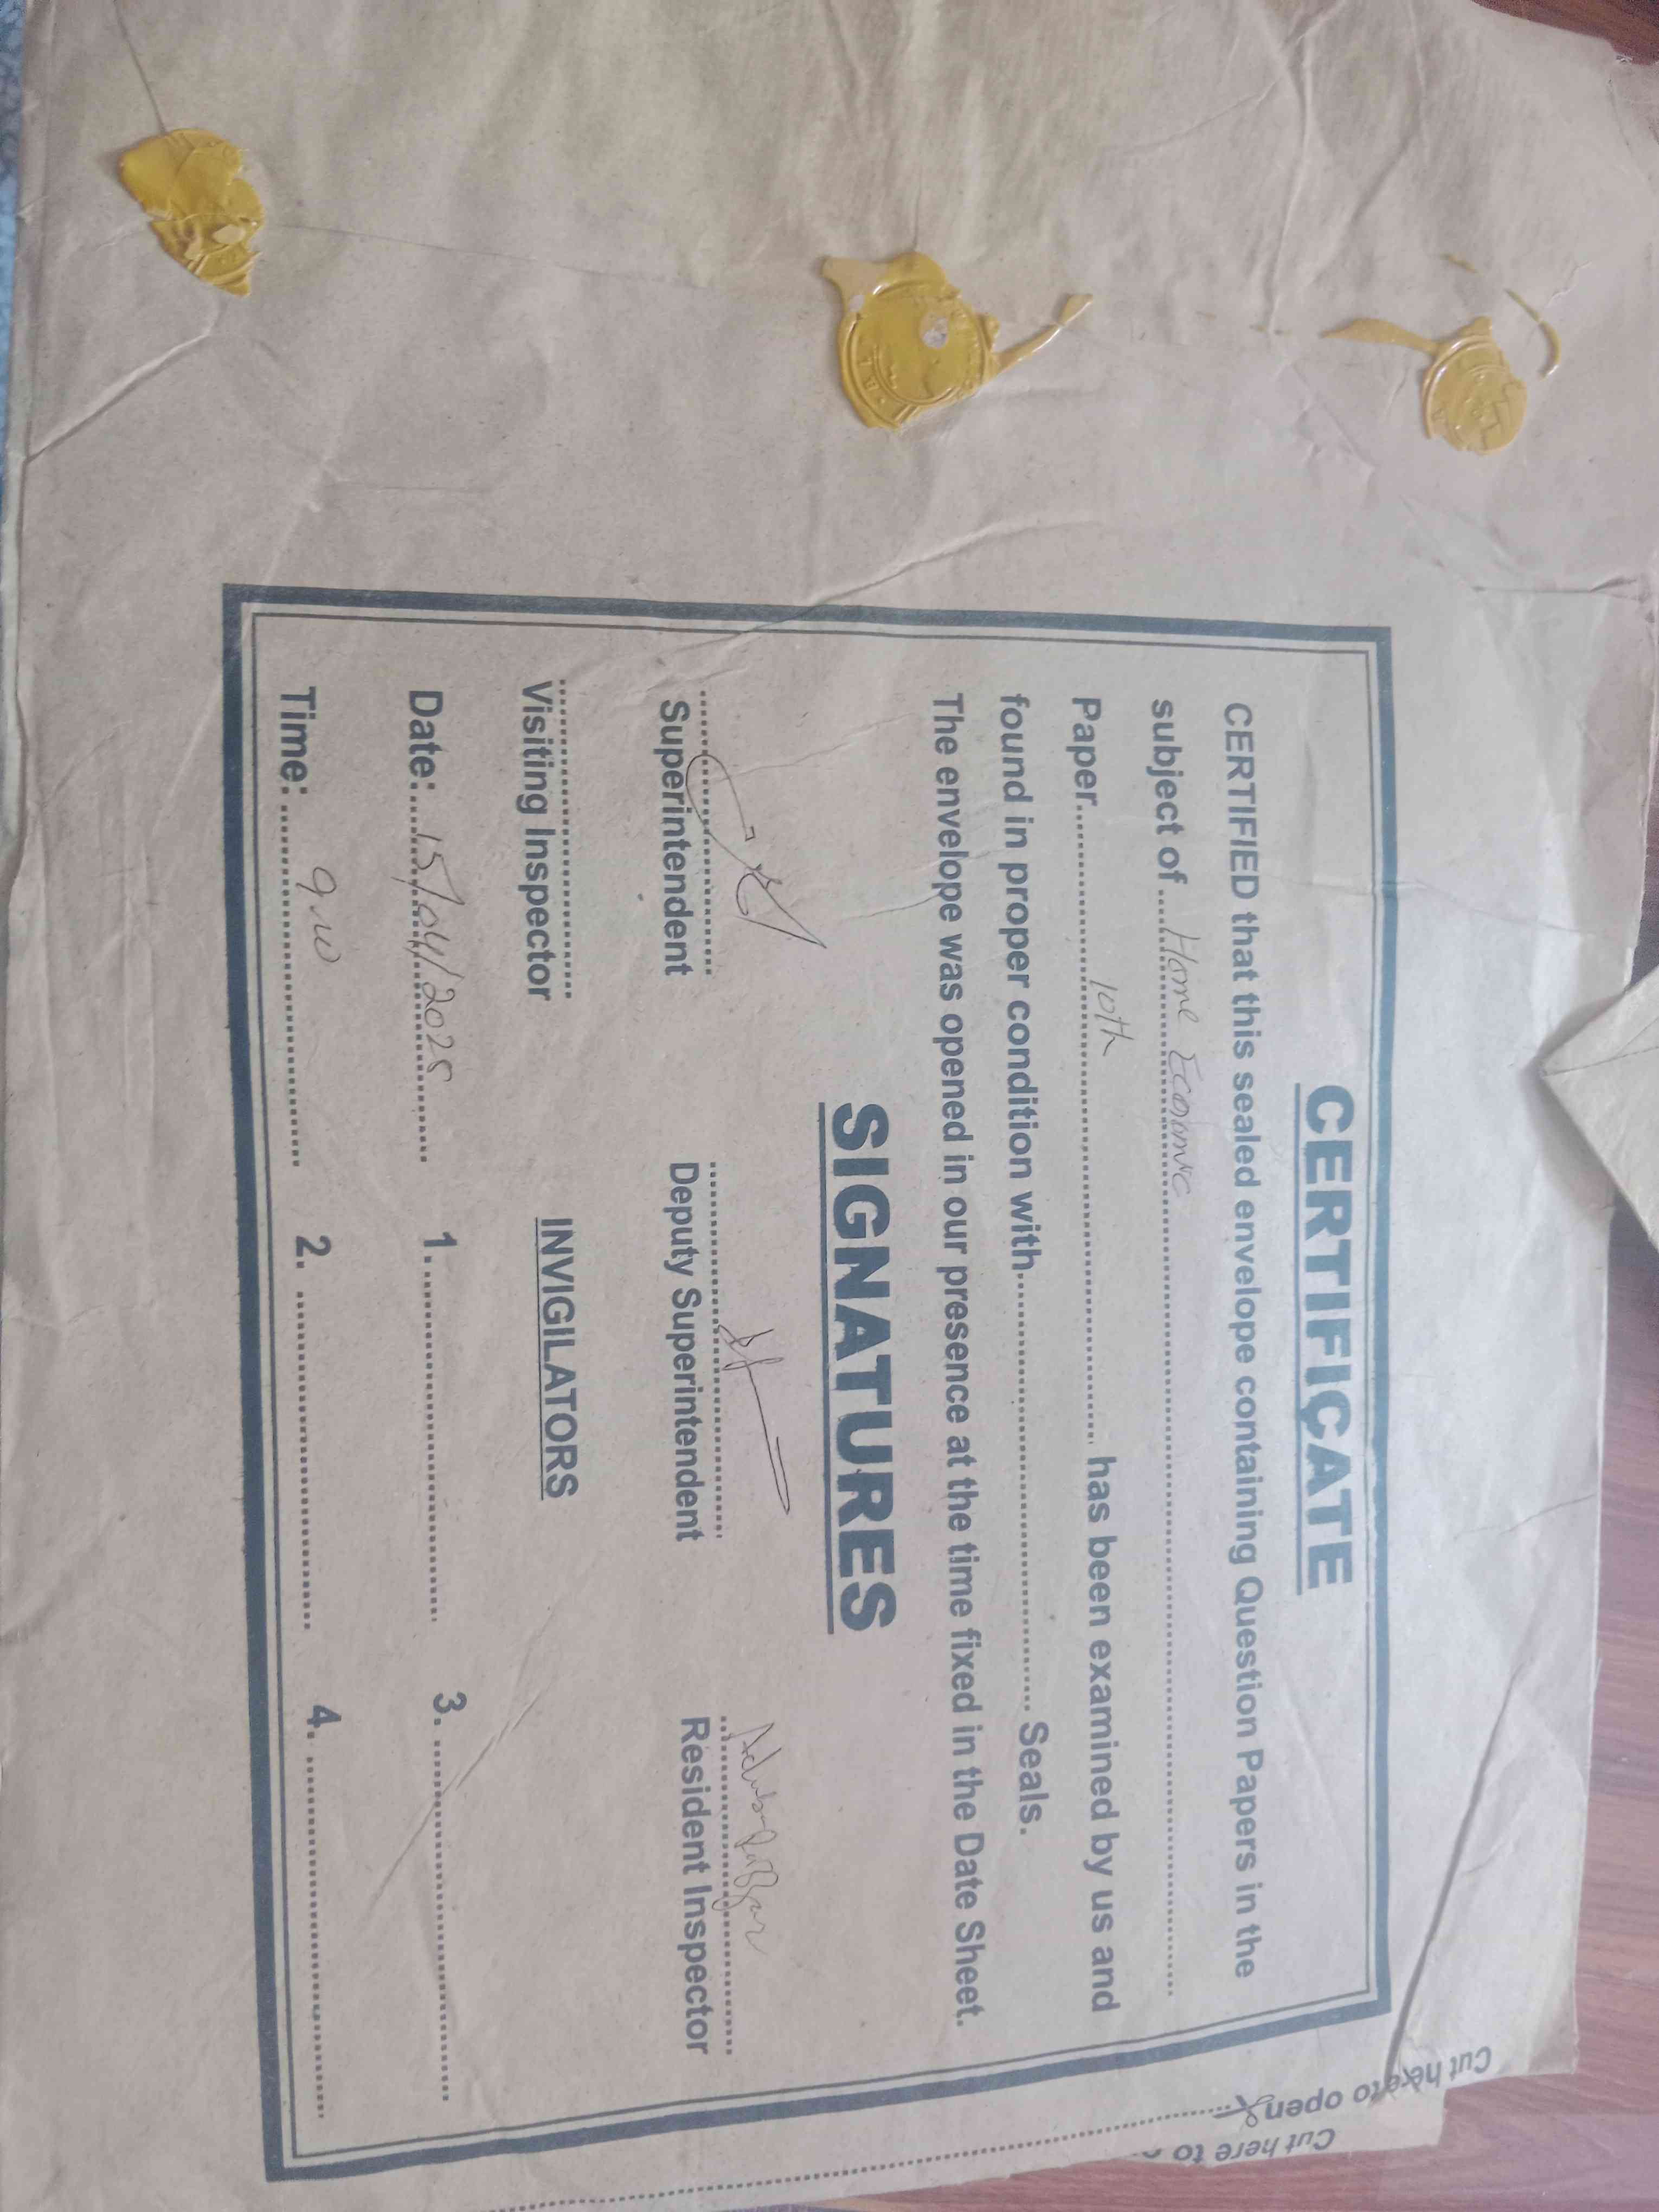 CERTIFICATE
CERTIFIED that this sealed envelope containing Question Papers in the
subject of .....Home Economic..........
Paper..........10th.......... has been examined by us and
found in proper condition with.......... Seals.
The envelope was opened in our presence at the time fixed in the Date Sheet.
SIGNATURES
Superintendent Deputy Superintendent Resident Inspector
Visiting Inspector INVIGILATORS
Date:....15/04/2025.......... 1........... 3...........
Time: .......... 2. .......... 4. ..........
Cut here to open
Cut here to